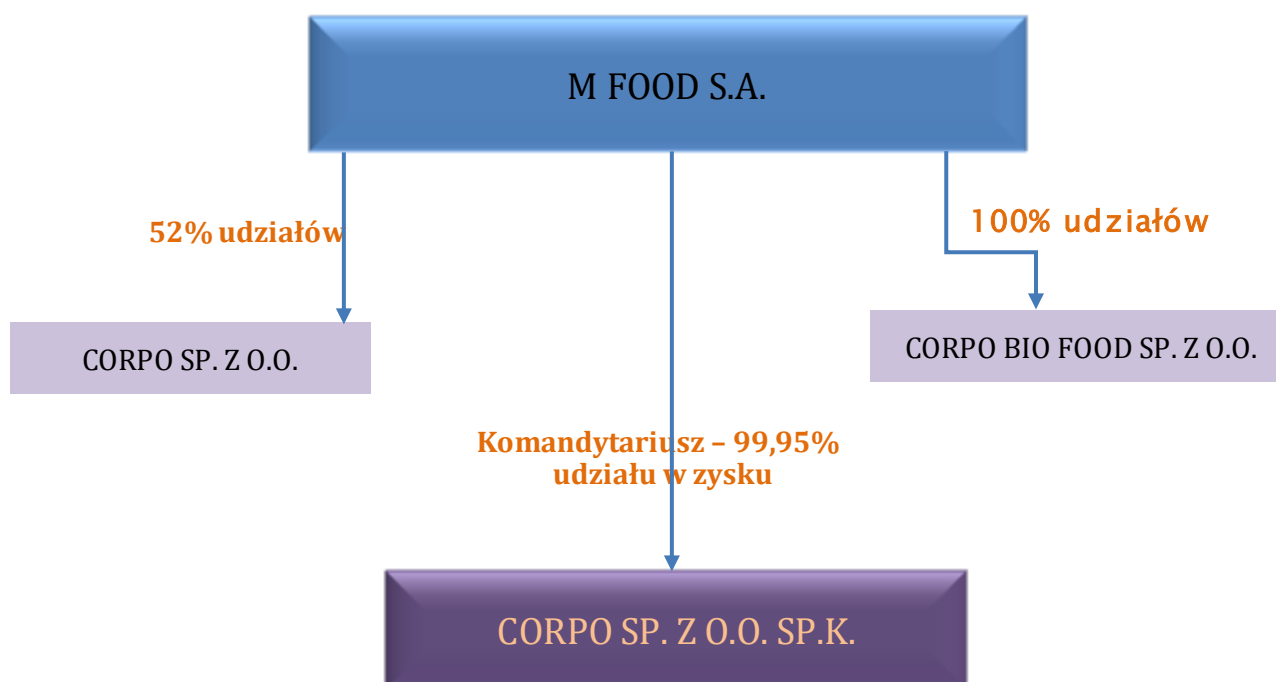 M FOOD S.A.
52% udziałów
100% udziałów
CORPO SP. Z O.O.
CORPO BIO FOOD SP. Z O.O.
Komandytariusz – 99,95%
udziału w zysku
CORPO SP. Z O.O. SP.K.